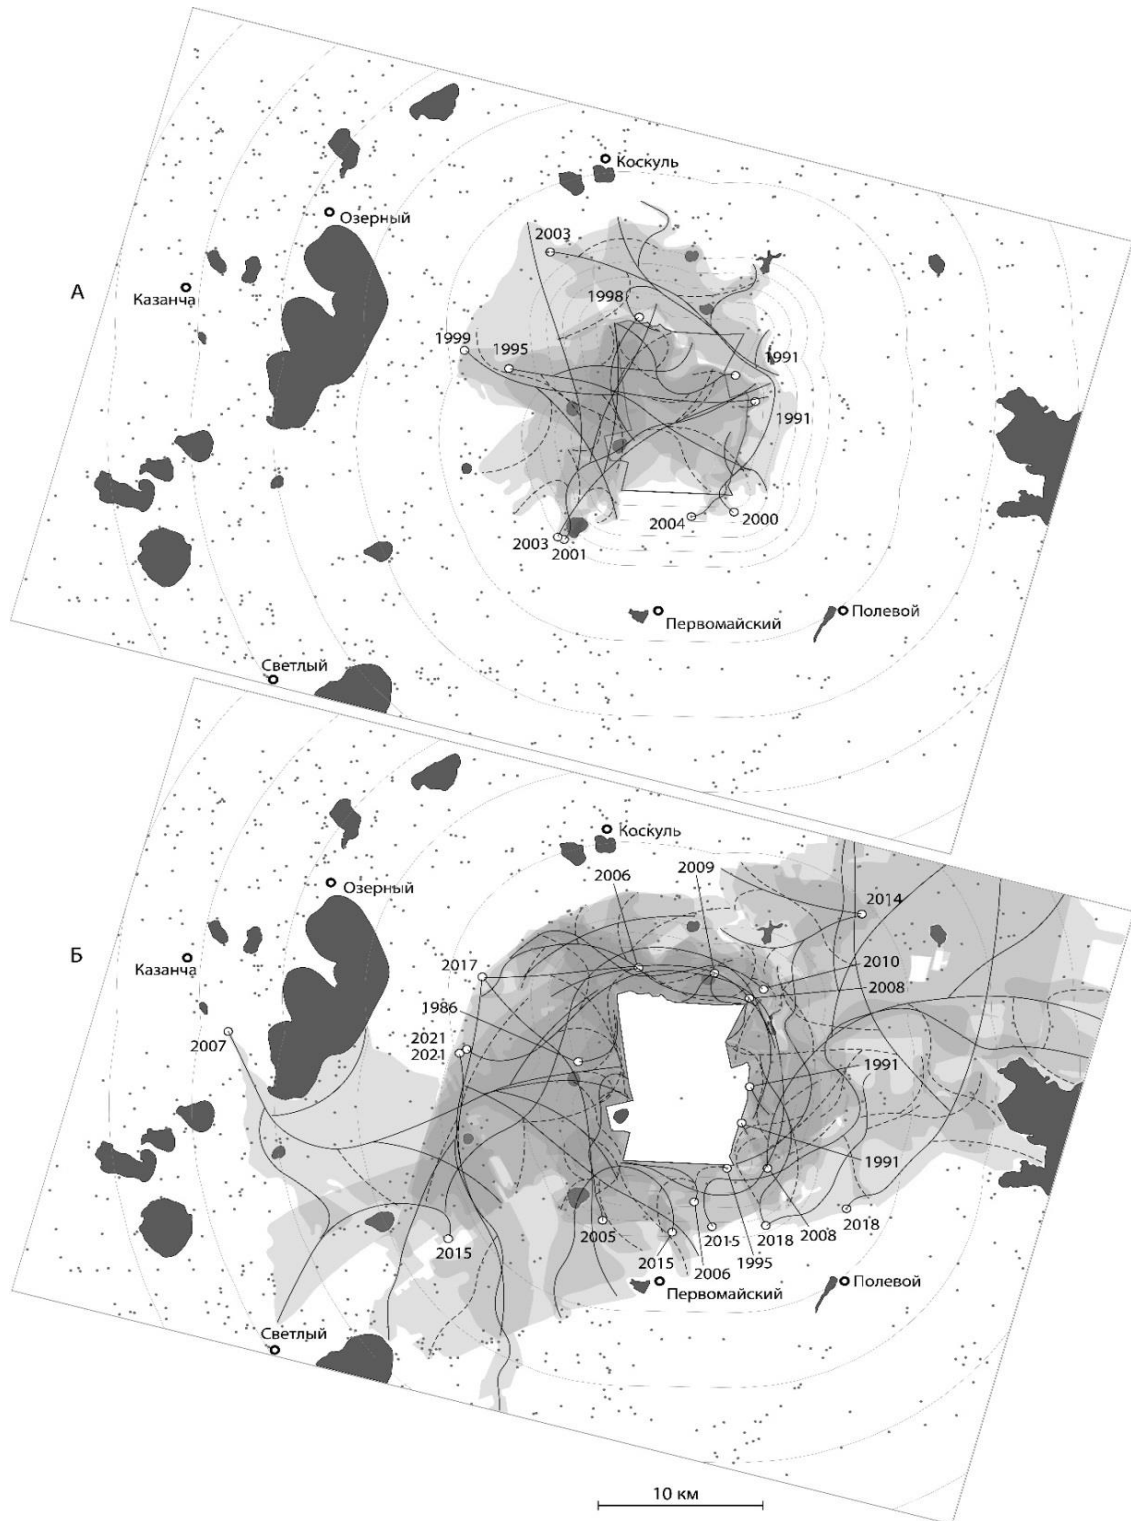 Коскуль
Озерный
2003
А
Казанча
1998
1999
1995
1991
1991
2004
2000
2003
2001
Первомайский
Полевой
Светлый
Коскуль
2009
2006
Озерный
2014
Б
Казанча
2010
2017
2008
1986
2021
2007
2021
1991
1991
2018
2005
2015
2018
2008
2015
2015
1995
2006
Полевой
Первомайский
Светлый
10 км